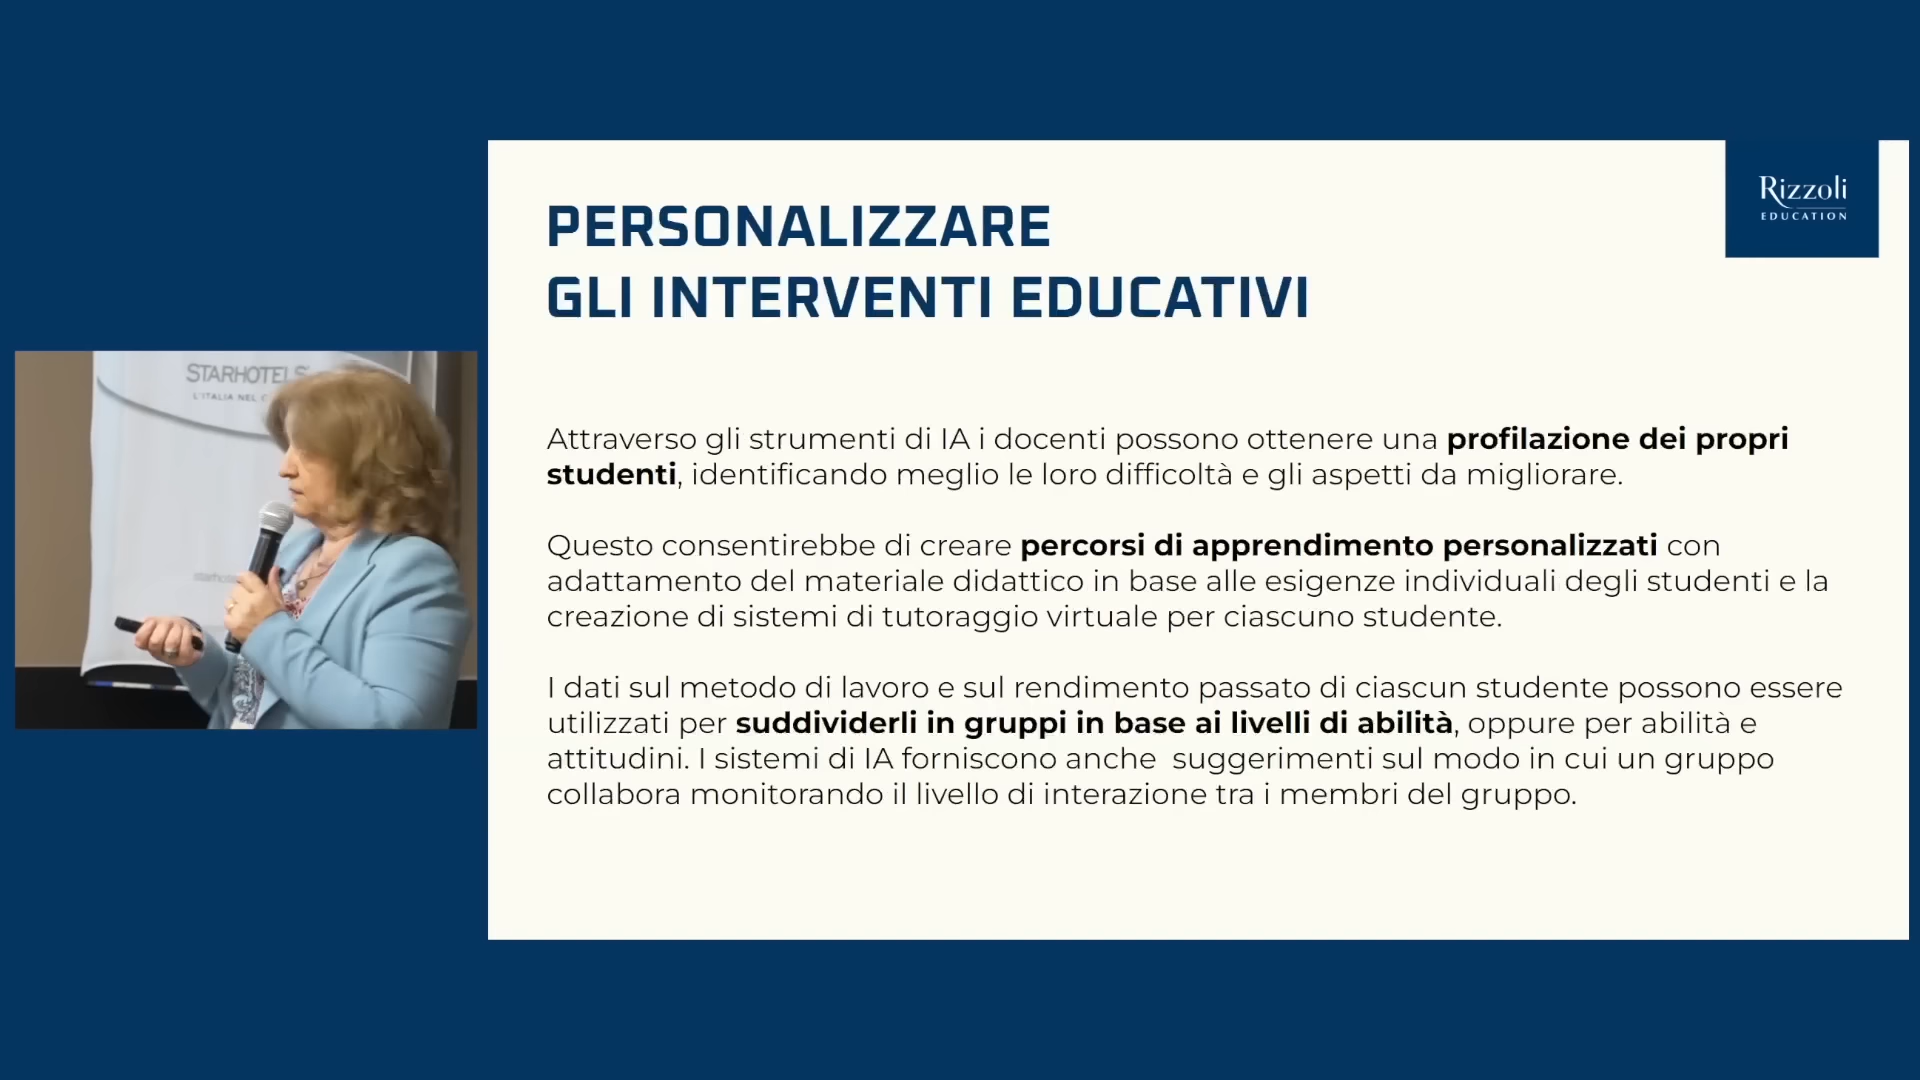 PERSONALIZZARE
GLI INTERVENTI EDUCATIVI
Rizzoli
EDUCATION
Attraverso gli strumenti di IA i docenti possono ottenere una profilazione dei propri
studenti, identificando meglio le loro difficoltà e gli aspetti da migliorare.
Questo consentirebbe di creare percorsi di apprendimento personalizzati con
adattamento del materiale didattico in base alle esigenze individuali degli studenti e la
creazione di sistemi di tutoraggio virtuale per ciascuno studente.
I dati sul metodo di lavoro e sul rendimento passato di ciascun studente possono essere
utilizzati per suddividerli in gruppi in base ai livelli di abilità, oppure per abilità e
attitudini. I sistemi di IA forniscono anche  suggerimenti sul modo in cui un gruppo
collabora monitorando il livello di interazione tra i membri del gruppo.
STARHOTELS
L'ITALIA NEL